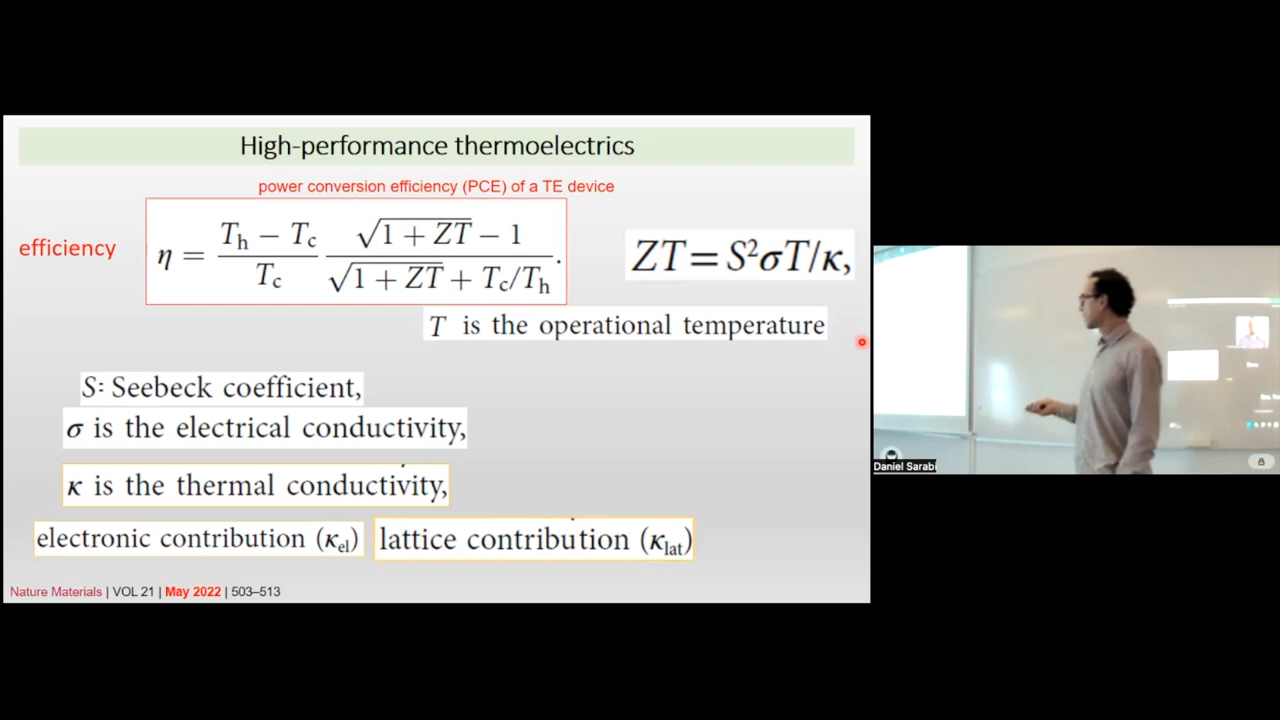 High-performance thermoelectrics
power conversion efficiency (PCE) of a TE device
efficiency
η = (T_h − T_c)/T_c (√(1 + ZT) − 1)/(√(1 + ZT) + T_c/T_h).
ZT = S²σT/κ,
T is the operational temperature
S: Seebeck coefficient,
σ is the electrical conductivity,
κ is the thermal conductivity,
electronic contribution (κ_el) lattice contribution (κ_lat)
Nature Materials | VOL 21 | May 2022 | 503–513
Daniel Sarabi